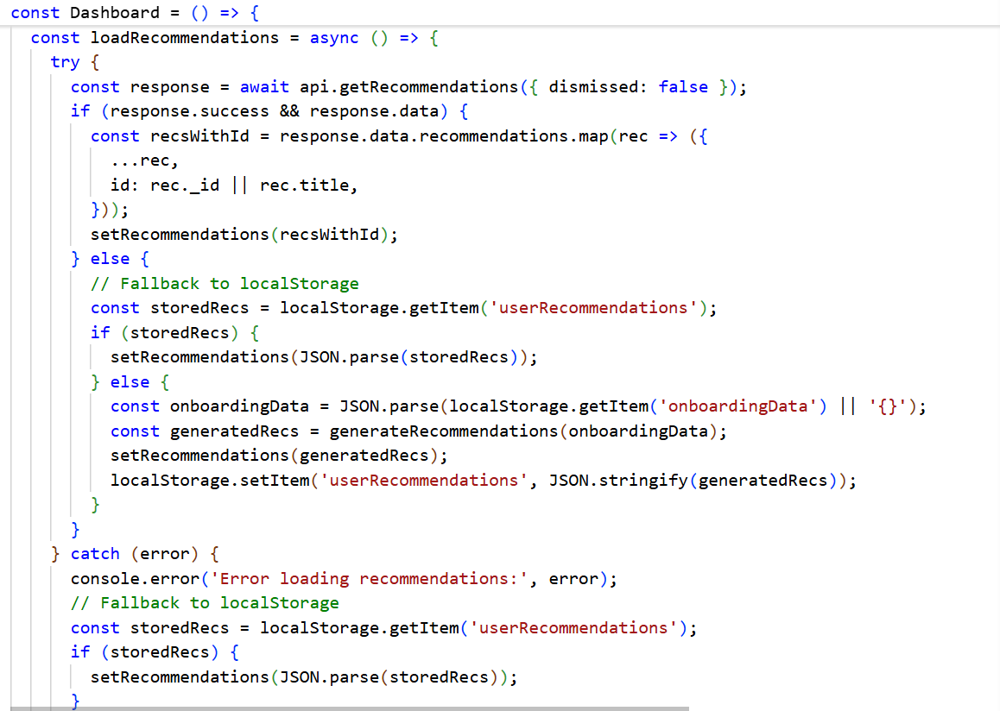 const Dashboard = () => {
const loadRecommendations = async () => {
try {
const response = await api.getRecommendations({ dismissed: false });
if (response.success && response.data) {
const recsWithId = response.data.recommendations.map(rec => ({
...rec,
id: rec._id || rec.title,
}));
setRecommendations(recsWithId);
} else {
// Fallback to localStorage
const storedRecs = localStorage.getItem('userRecommendations');
if (storedRecs) {
setRecommendations(JSON.parse(storedRecs));
} else {
const onboardingData = JSON.parse(localStorage.getItem('onboardingData') || '{}');
const generatedRecs = generateRecommendations(onboardingData);
setRecommendations(generatedRecs);
localStorage.setItem('userRecommendations', JSON.stringify(generatedRecs));
}
}
} catch (error) {
console.error('Error loading recommendations:', error);
// Fallback to localStorage
const storedRecs = localStorage.getItem('userRecommendations');
if (storedRecs) {
setRecommendations(JSON.parse(storedRecs));
}